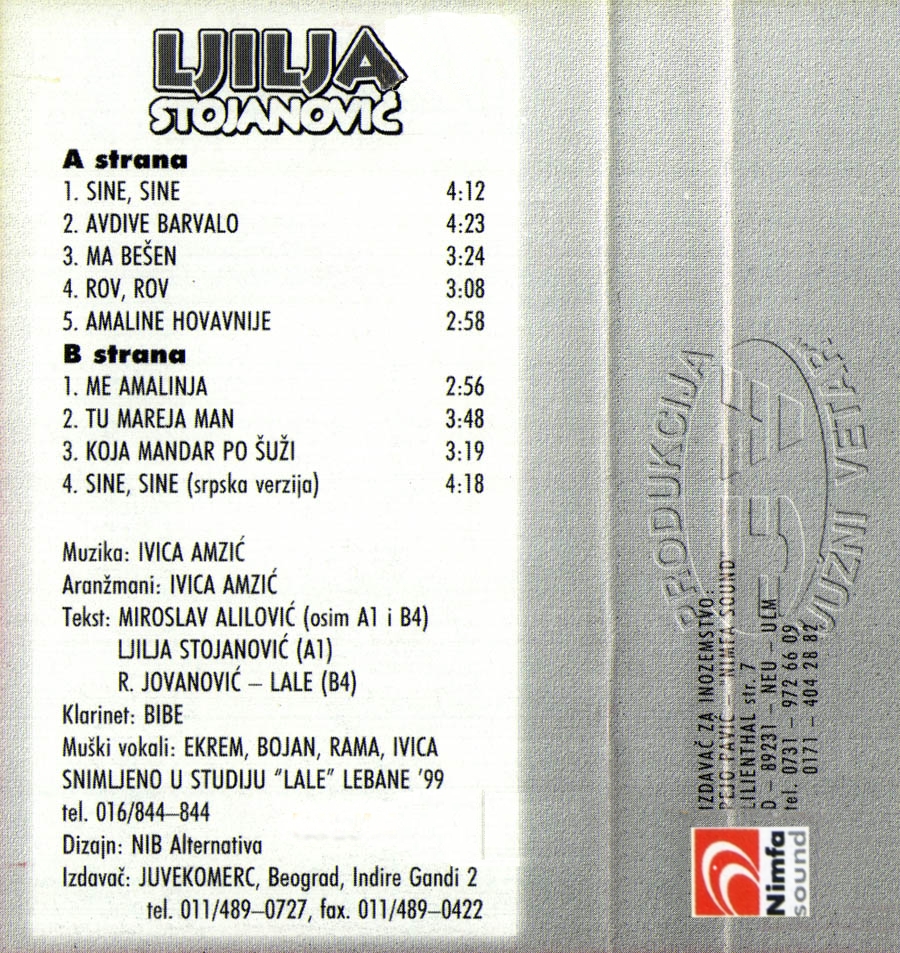 LJILJA
STOJANOVIĆ
A strana
1. SINE, SINE 4:12
2. AVDIVE BARVALO 4:23
3. MA BEŠEN 3:24
4. ROV, ROV 3:08
5. AMALINE HOVAVNIJE 2:58
B strana
1. ME AMALINJA 2:56
2. TU MAREJA MAN 3:48
3. KOJA MANDAR PO ŠUŽI 3:19
4. SINE, SINE (srpska verzija) 4:18
Muzika: IVICA AMZIĆ
Aranžmani: IVICA AMZIĆ
Tekst: MIROSLAV ALILOVIĆ (osim A1 i B4)
LJILJA STOJANOVIĆ (A1)
R. JOVANOVIĆ – LALE (B4)
Klarinet: BIBE
Muški vokali: EKREM, BOJAN, RAMA, IVICA
SNIMLJENO U STUDIJU "LALE" LEBANE '99
tel. 016/844–844
Dizajn: NIB Alternativa
Izdavač: JUVEKOMERC, Beograd, Indire Gandi 2
tel. 011/489–0727, fax. 011/489–0422
PRODUKCIJA
JUŽNI VETAR
IZDAVAČ ZA INOZEMSTVO:
PEJO PAVIĆ – "NIMFA SOUND"
LILIENTHAL str. 7
D – 89231 – NEU – ULM
tel. 0731 – 972 66 09
0171 – 404 28 82
Nimfa
sound